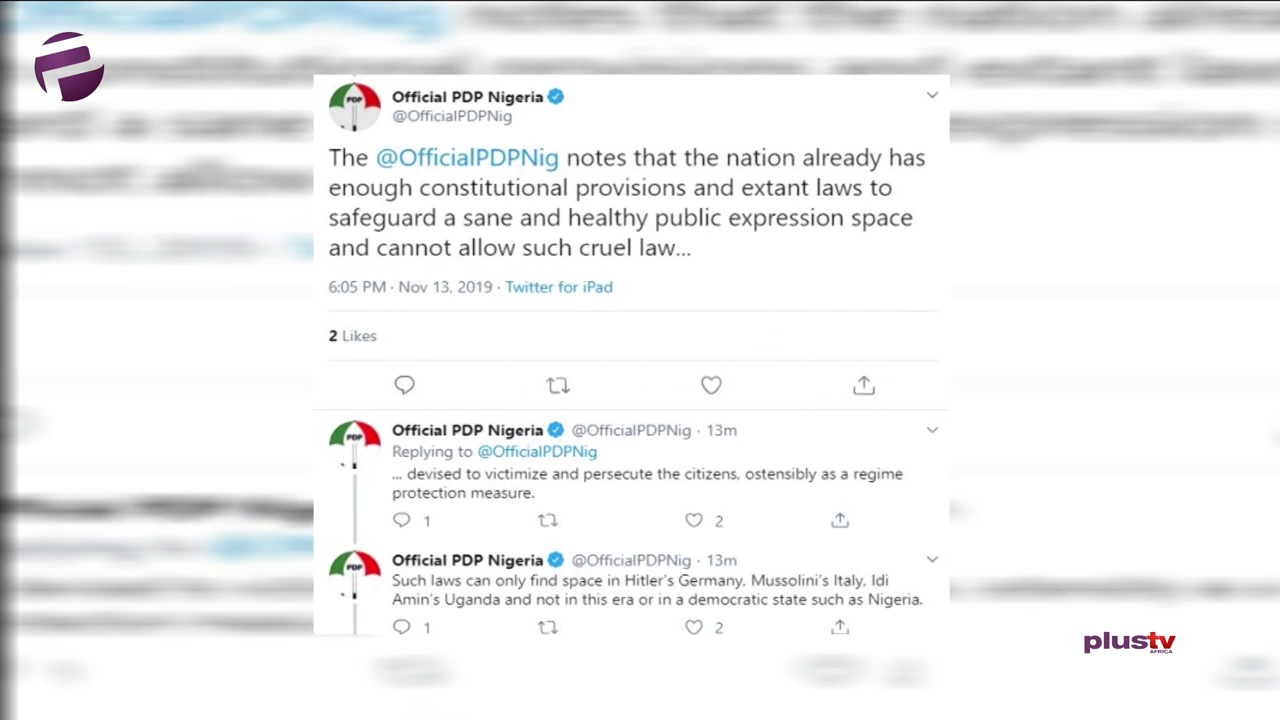 Official PDP Nigeria
@OfficialPDPNig
The @OfficialPDPNig notes that the nation already has
enough constitutional provisions and extant laws to
safeguard a sane and healthy public expression space
and cannot allow such cruel law...
6:05 PM · Nov 13, 2019 · Twitter for iPad
2 Likes
PDP
Official PDP Nigeria @OfficialPDPNig · 13m
Replying to @OfficialPDPNig
... devised to victimize and persecute the citizens, ostensibly as a regime
protection measure.
1 2
PDP
Official PDP Nigeria @OfficialPDPNig · 13m
Such laws can only find space in Hitler's Germany, Mussolini's Italy, Idi
Amin's Uganda and not in this era or in a democratic state such as Nigeria.
1 2
PDP
plustv
AFRICA